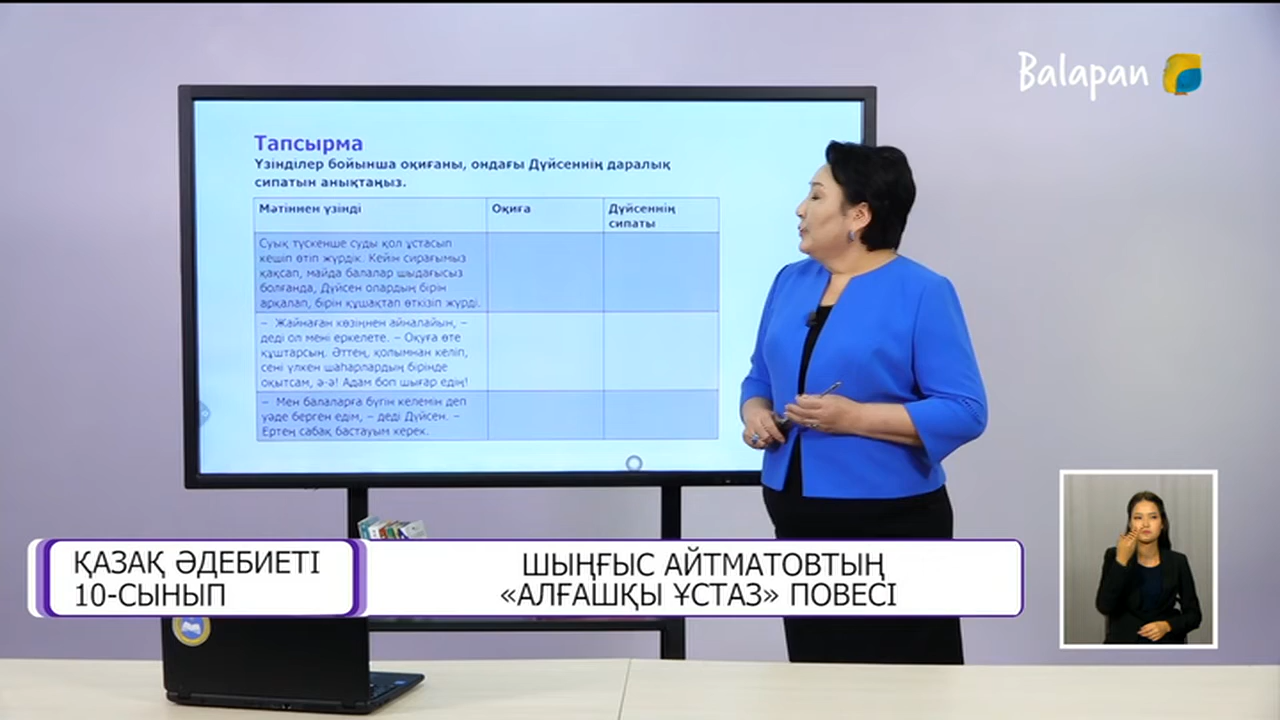 Balapan
Тапсырма
Үзінділер бойынша оқиғаны, ондағы Дүйсеннің даралық
сипатын анықтаңыз.
Мәтіннен үзінді
Оқиға
Дүйсеннің
сипаты
Суық түскенше суды қол ұстасып
кешіп өтіп жүрдік. Кейін сирағымыз
қақсап, майда балалар шыдағысыз
болғанда, Дүйсен олардың бірін
арқалап, бірін құшақтап өткізіп жүрді.
– Жайнаған көзіңнен айналайын, –
деді ол мені еркелете. – Оқуға өте
құштарсың. Әттең, қолымнан келіп,
сені үлкен шаһарлардың бірінде
оқытсам, ә-ә! Адам боп шығар едің!
– Мен балаларға бүгін келемін деп
уәде берген едім, – деді Дүйсен. –
Ертең сабақ бастауым керек.
ҚАЗАҚ ӘДЕБИЕТІ
10-СЫНЫП
ШЫҢҒЫС АЙТМАТОВТЫҢ
«АЛҒАШҚЫ ҰСТАЗ» ПОВЕСІ